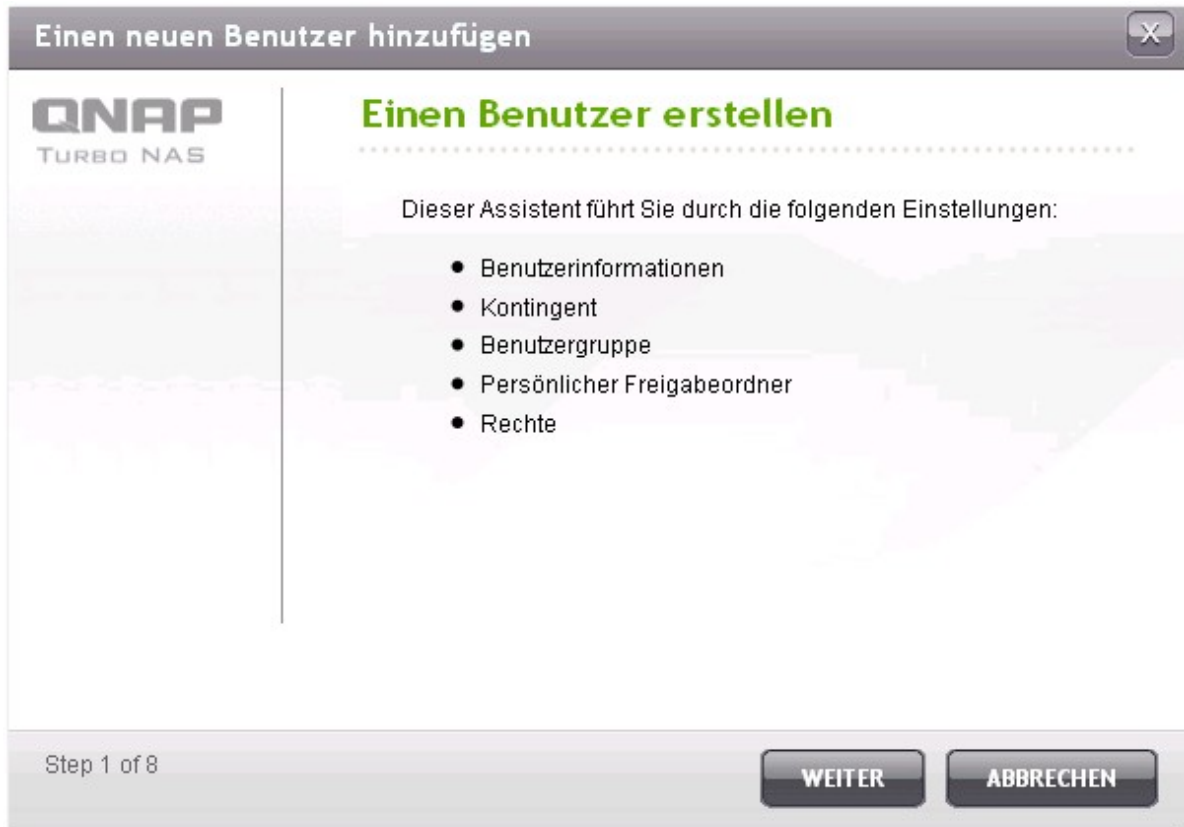 Einen neuen Benutzer hinzufügen
X
QNAP
TURBO NAS
Einen Benutzer erstellen
Dieser Assistent führt Sie durch die folgenden Einstellungen:
• Benutzerinformationen
• Kontingent
• Benutzergruppe
• Persönlicher Freigabeordner
• Rechte
Step 1 of 8
WEITER
ABBRECHEN